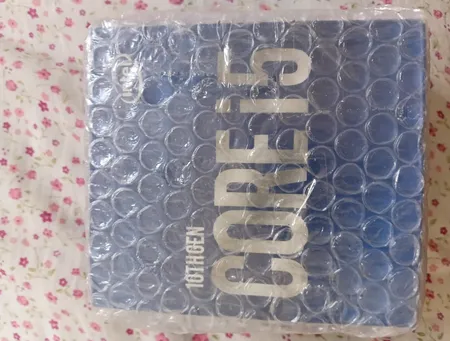 intel
10TH GEN
CORE i5